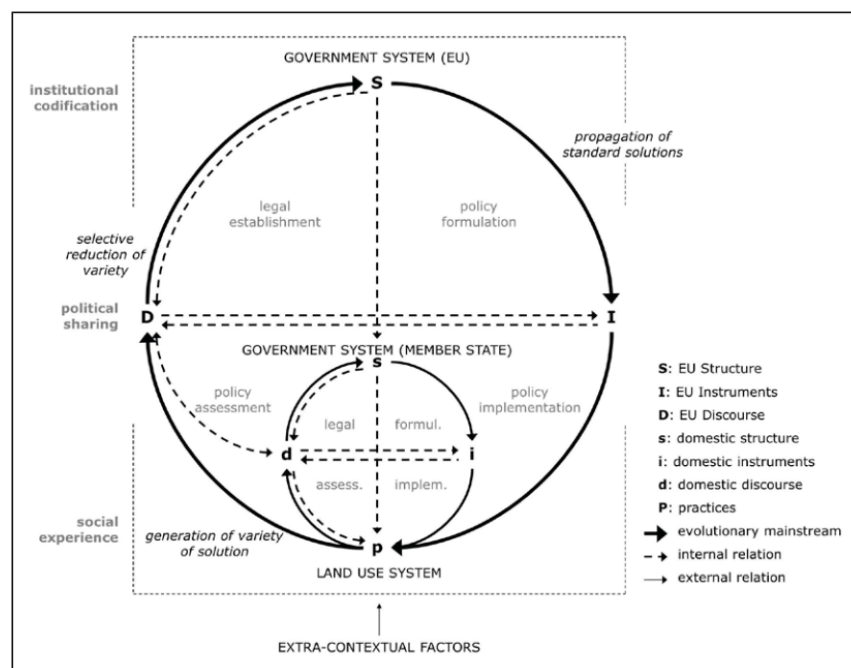 GOVERNMENT SYSTEM (EU)
institutional
codification
S
propagation of
standard solutions
legal
establishment
policy
formulation
selective
reduction of
variety
political
sharing
D
I
GOVERNMENT SYSTEM (MEMBER STATE)
s
policy
assessment
policy
implementation
legal
formul.
d
i
assess.
implem.
social
experience
generation of variety
of solution
p
LAND USE SYSTEM
EXTRA-CONTEXTUAL FACTORS
S: EU Structure
I: EU Instruments
D: EU Discourse
s: domestic structure
i: domestic instruments
d: domestic discourse
P: practices
evolutionary mainstream
internal relation
external relation